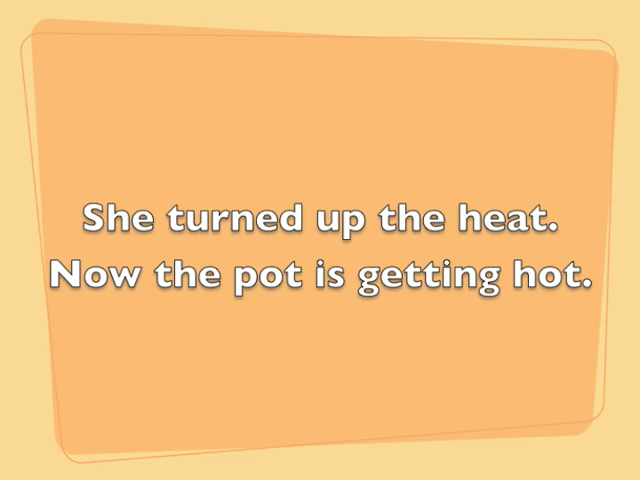 She turned up the heat.
Now the pot is getting hot.